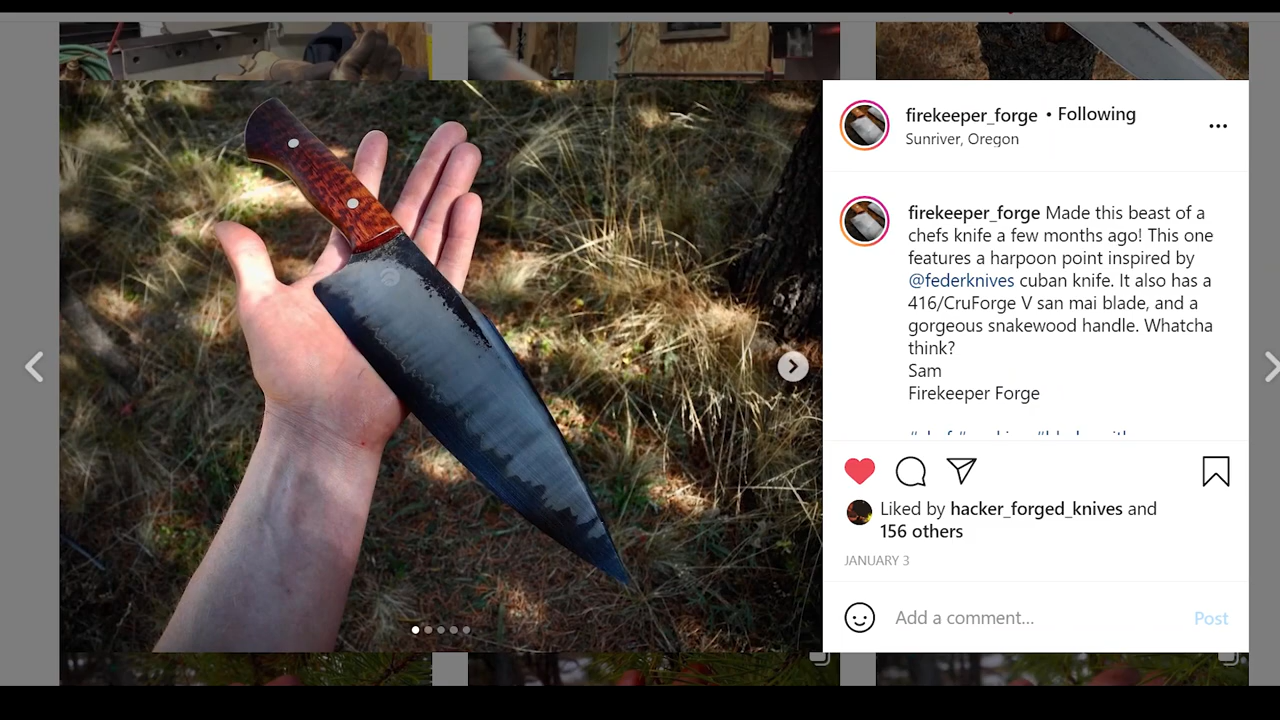 firekeeper_forge • Following
Sunriver, Oregon
firekeeper_forge Made this beast of a
chefs knife a few months ago! This one
features a harpoon point inspired by
@federknives cuban knife. It also has a
416/CruForge V san mai blade, and a
gorgeous snakewood handle. Whatcha
think?
Sam
Firekeeper Forge
Liked by hacker_forged_knives and
156 others
JANUARY 3
Add a comment...
Post